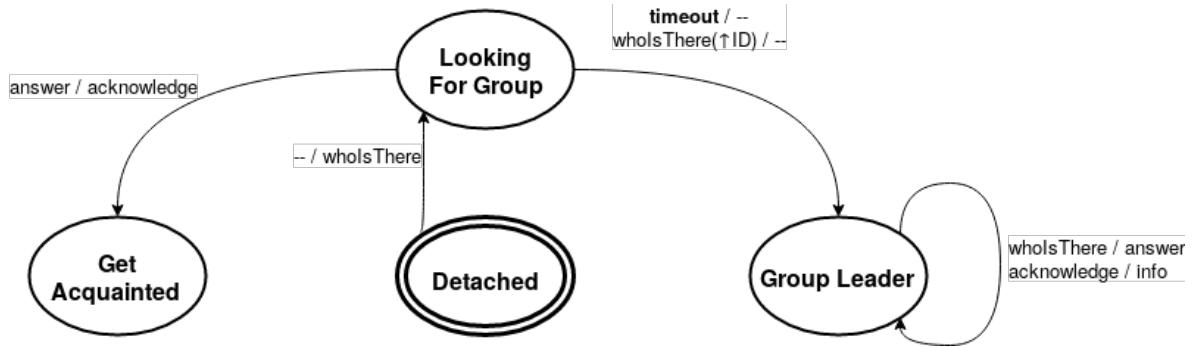 timeout / --
whoIsThere(↑ID) / --
Looking
For Group
answer / acknowledge
-- / whoIsThere
Get
Acquainted
Detached
Group Leader
whoIsThere / answer
acknowledge / info